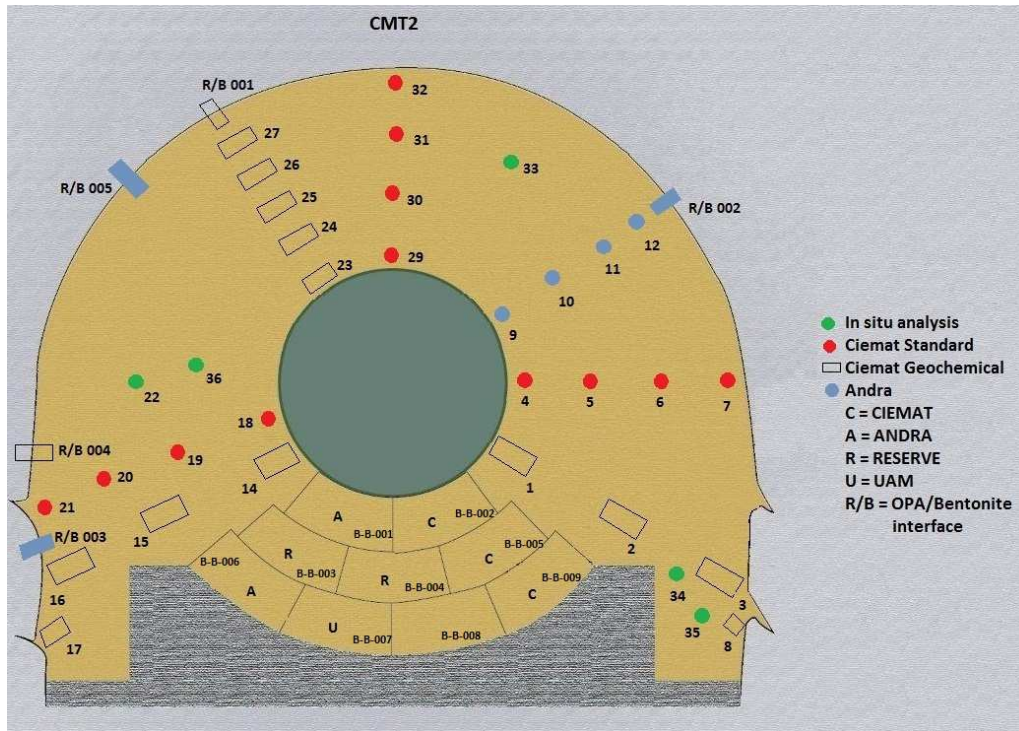 CMT2
R/B 001
32
27
31
33
26
R/B 005
25
30
R/B 002
24
12
11
29
23
10
9
In situ analysis
Ciemat Standard
Ciemat Geochemical
Andra
C = CIEMAT
A = ANDRA
R = RESERVE
U = UAM
R/B = OPA/Bentonite
interface
36
22
4
5
6
7
18
R/B 004
19
20
14
1
21
15
A
C
B-B-002
B-B-001
2
R/B 003
B-B-005
B-B-006
R
C
B-B-003
R
B-B-004
B-B-009
A
C
16
34
3
U
B-B-008
B-B-007
35
8
17